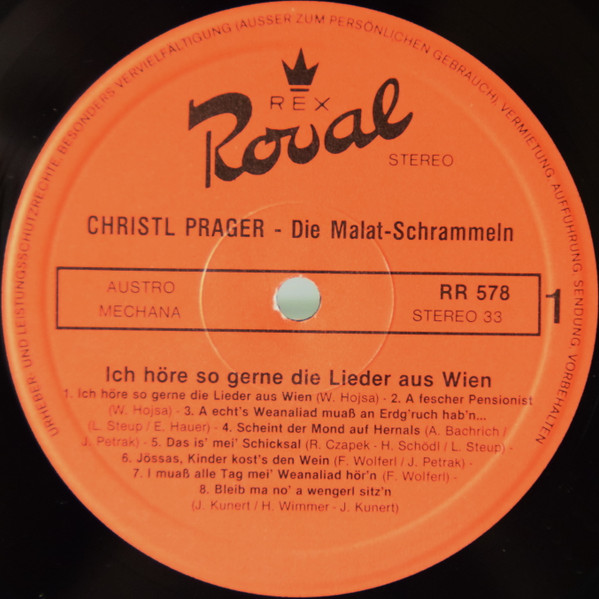 URHEBER- UND LEISTUNGSSCHUTZRECHTE, BESONDERS VERVIELFÄLTIGUNG (AUSSER ZUM PERSÖNLICHEN GEBRAUCH), VERMIETUNG, AUFFÜHRUNG, SENDUNG, VORBEHALTEN
REX
Royal
STEREO
CHRISTL PRAGER - Die Malat-Schrammeln
AUSTRO
MECHANA
RR 578
STEREO 33
1
Ich höre so gerne die Lieder aus Wien
1. Ich höre so gerne die Lieder aus Wien (W. Hojsa) - 2. A fescher Pensionist
(W. Hojsa) - 3. A echt's Weanaliad muaß an Erdg'ruch hab'n...
(L. Steup / E. Hauer) - 4. Scheint der Mond auf Hernals (A. Bachrich /
J. Petrak) - 5. Das is' mei' Schicksal (R. Czapek - H. Schödl / L. Steup) -
6. Jössas, Kinder kost's den Wein (F. Wolferl / J. Petrak) -
7. I muaß alle Tag mei' Weanaliad hör'n (F. Wolferl) -
8. Bleib ma no' a wengerl sitz'n
(J. Kunert / H. Wimmer - J. Kunert)